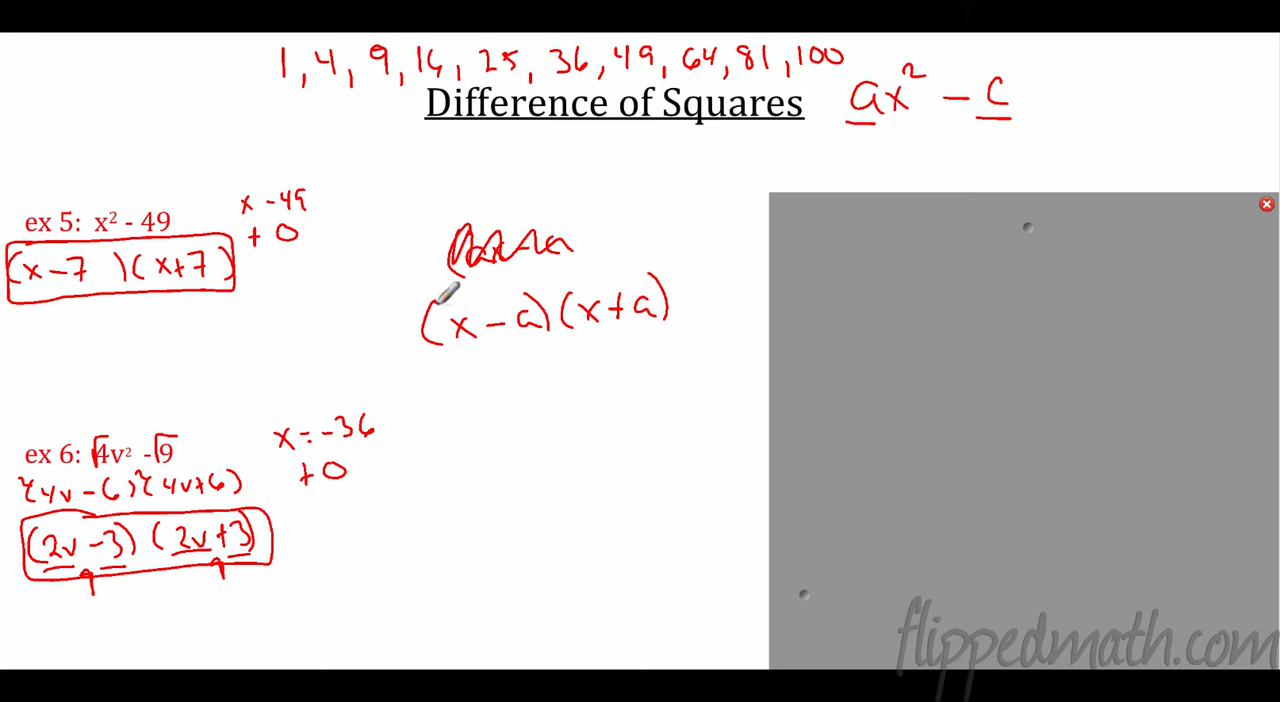 1, 4, 9, 16, 25, 36, 49, 64, 81, 100
Difference of Squares
ax² - c
ex 5: x² - 49
(x - 7 )(x + 7)
x -49
+ 0
(x - a)(x + a)
ex 6: √4v² - √9
(4v - 6)(4v + 6)
(2v - 3) (2v + 3)
x = -36
+ 0
flippedmath.com